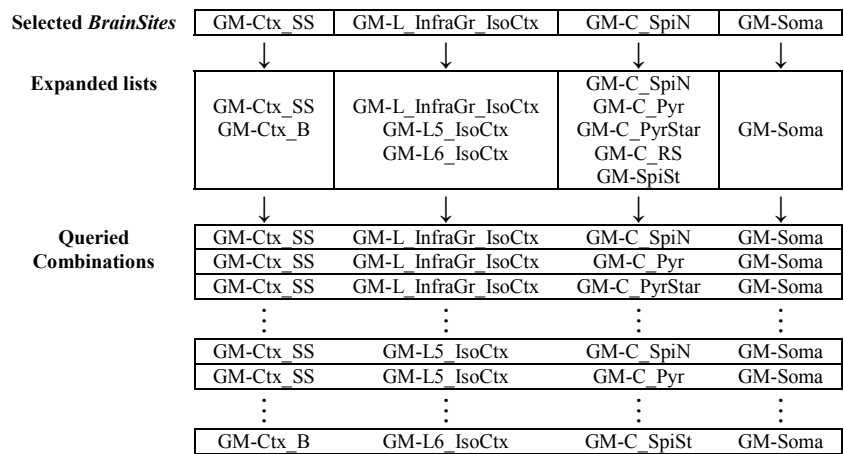 Selected BrainSites GM-Ctx_SS GM-L_InfraGr_IsoCtx GM-C_SpiN GM-Soma
↓ ↓ ↓ ↓
Expanded lists GM-C_SpiN
GM-Ctx_SS GM-L_InfraGr_IsoCtx GM-C_Pyr
GM-Ctx_B GM-L5_IsoCtx GM-C_PyrStar GM-Soma
GM-L6_IsoCtx GM-C_RS
GM-SpiSt
↓ ↓ ↓ ↓
Queried GM-Ctx_SS GM-L_InfraGr_IsoCtx GM-C_SpiN GM-Soma
Combinations GM-Ctx_SS GM-L_InfraGr_IsoCtx GM-C_Pyr GM-Soma
GM-Ctx_SS GM-L_InfraGr_IsoCtx GM-C_PyrStar GM-Soma
⋮ ⋮ ⋮ ⋮
GM-Ctx_SS GM-L5_IsoCtx GM-C_SpiN GM-Soma
GM-Ctx_SS GM-L5_IsoCtx GM-C_Pyr GM-Soma
⋮ ⋮ ⋮ ⋮
GM-Ctx_B GM-L6_IsoCtx GM-C_SpiSt GM-Soma